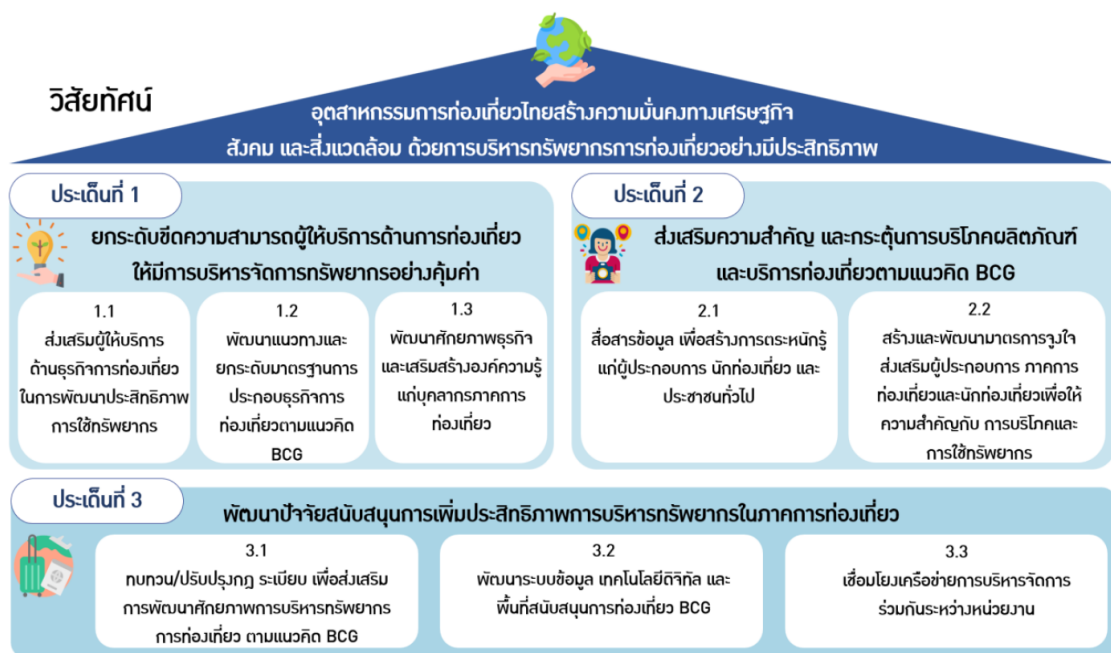 วิสัยทัศน์
อุตสาหกรรมการท่องเที่ยวไทยสร้างความมั่นคงทางเศรษฐกิจ
สังคม และสิ่งแวดล้อม ด้วยการบริหารทรัพยากรการท่องเที่ยวอย่างมีประสิทธิภาพ
ประเด็นที่ 1
ยกระดับขีดความสามารถผู้ให้บริการด้านการท่องเที่ยว
ให้มีการบริหารจัดการทรัพยากรอย่างคุ้มค่า
1.1
ส่งเสริมผู้ให้บริการ
ด้านธุรกิจการท่องเที่ยว
ในการพัฒนาประสิทธิภาพ
การใช้ทรัพยากร
1.2
พัฒนาแนวทางและ
ยกระดับมาตรฐานการ
ประกอบธุรกิจการ
ท่องเที่ยวตามแนวคิด
BCG
1.3
พัฒนาศักยภาพธุรกิจ
และเสริมสร้างองค์ความรู้
แก่บุคลากรภาคการ
ท่องเที่ยว
ประเด็นที่ 2
ส่งเสริมความสำคัญ และกระตุ้นการบริโภคผลิตภัณฑ์
และบริการท่องเที่ยวตามแนวคิด BCG
2.1
สื่อสารข้อมูล เพื่อสร้างการตระหนักรู้
แก่ผู้ประกอบการ นักท่องเที่ยว และ
ประชาชนทั่วไป
2.2
สร้างและพัฒนามาตรการจูงใจ
ส่งเสริมผู้ประกอบการ ภาคการ
ท่องเที่ยวและนักท่องเที่ยวเพื่อให้
ความสำคัญกับ การบริโภคและ
การใช้ทรัพยากร
ประเด็นที่ 3
พัฒนาปัจจัยสนับสนุนการเพิ่มประสิทธิภาพการบริหารทรัพยากรในภาคการท่องเที่ยว
3.1
ทบทวน/ปรับปรุงกฎ ระเบียบ เพื่อส่งเสริม
การพัฒนาศักยภาพการบริหารทรัพยากร
การท่องเที่ยว ตามแนวคิด BCG
3.2
พัฒนาระบบข้อมูล เทคโนโลยีดิจิทัล และ
พื้นที่สนับสนุนการท่องเที่ยว BCG
3.3
เชื่อมโยงเครือข่ายการบริหารจัดการ
ร่วมกันระหว่างหน่วยงาน